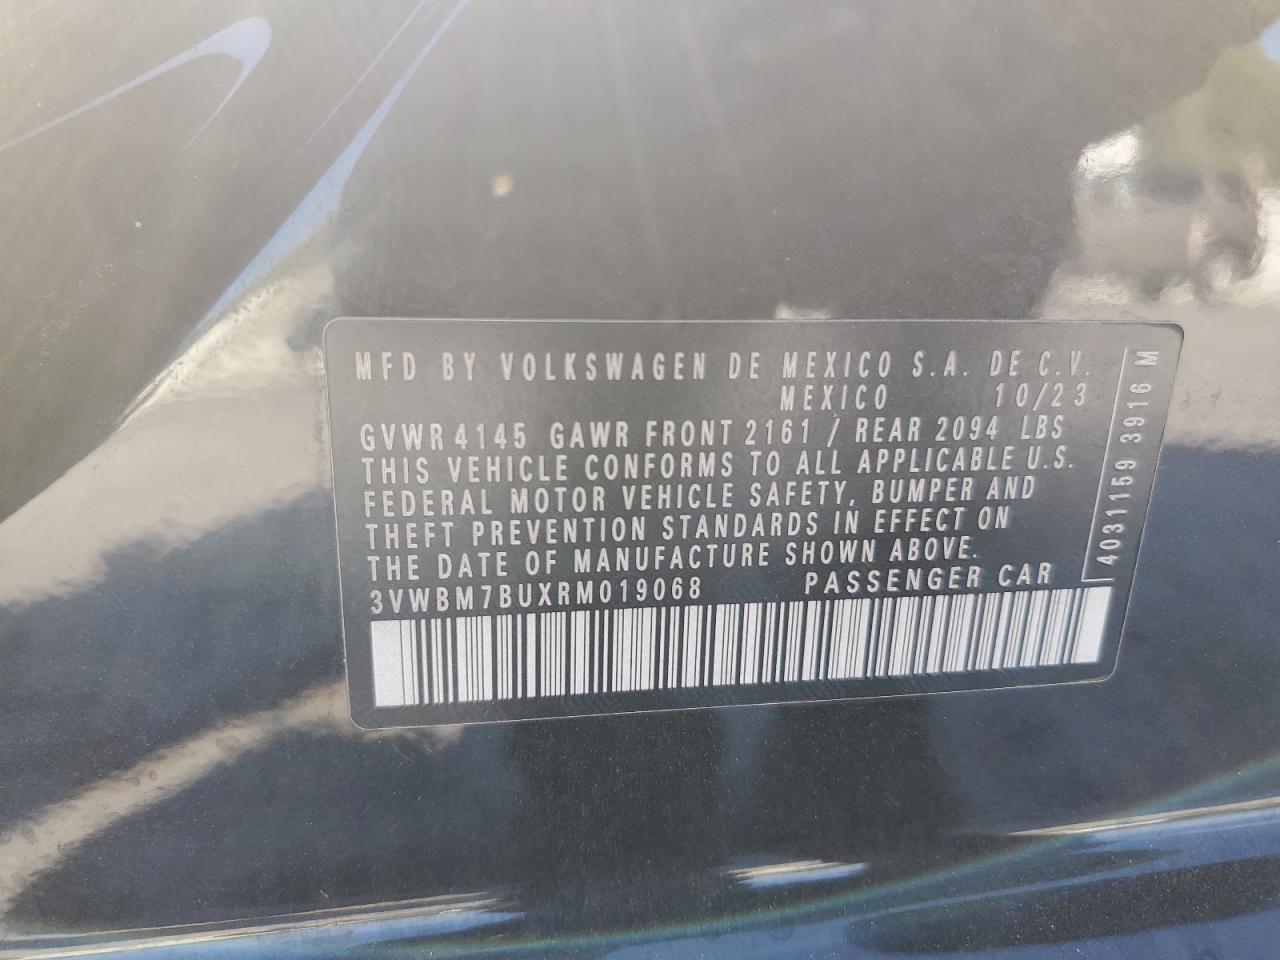 MFD BY VOLKSWAGEN DE MEXICO S.A. DE C.V.
MEXICO 10/23
GVWR 4145 GAWR FRONT 2161 / REAR 2094 LBS
THIS VEHICLE CONFORMS TO ALL APPLICABLE U.S.
FEDERAL MOTOR VEHICLE SAFETY, BUMPER AND
THEFT PREVENTION STANDARDS IN EFFECT ON
THE DATE OF MANUFACTURE SHOWN ABOVE.
3VWBM7BUXRM019068 PASSENGER CAR
4031159 3916 M